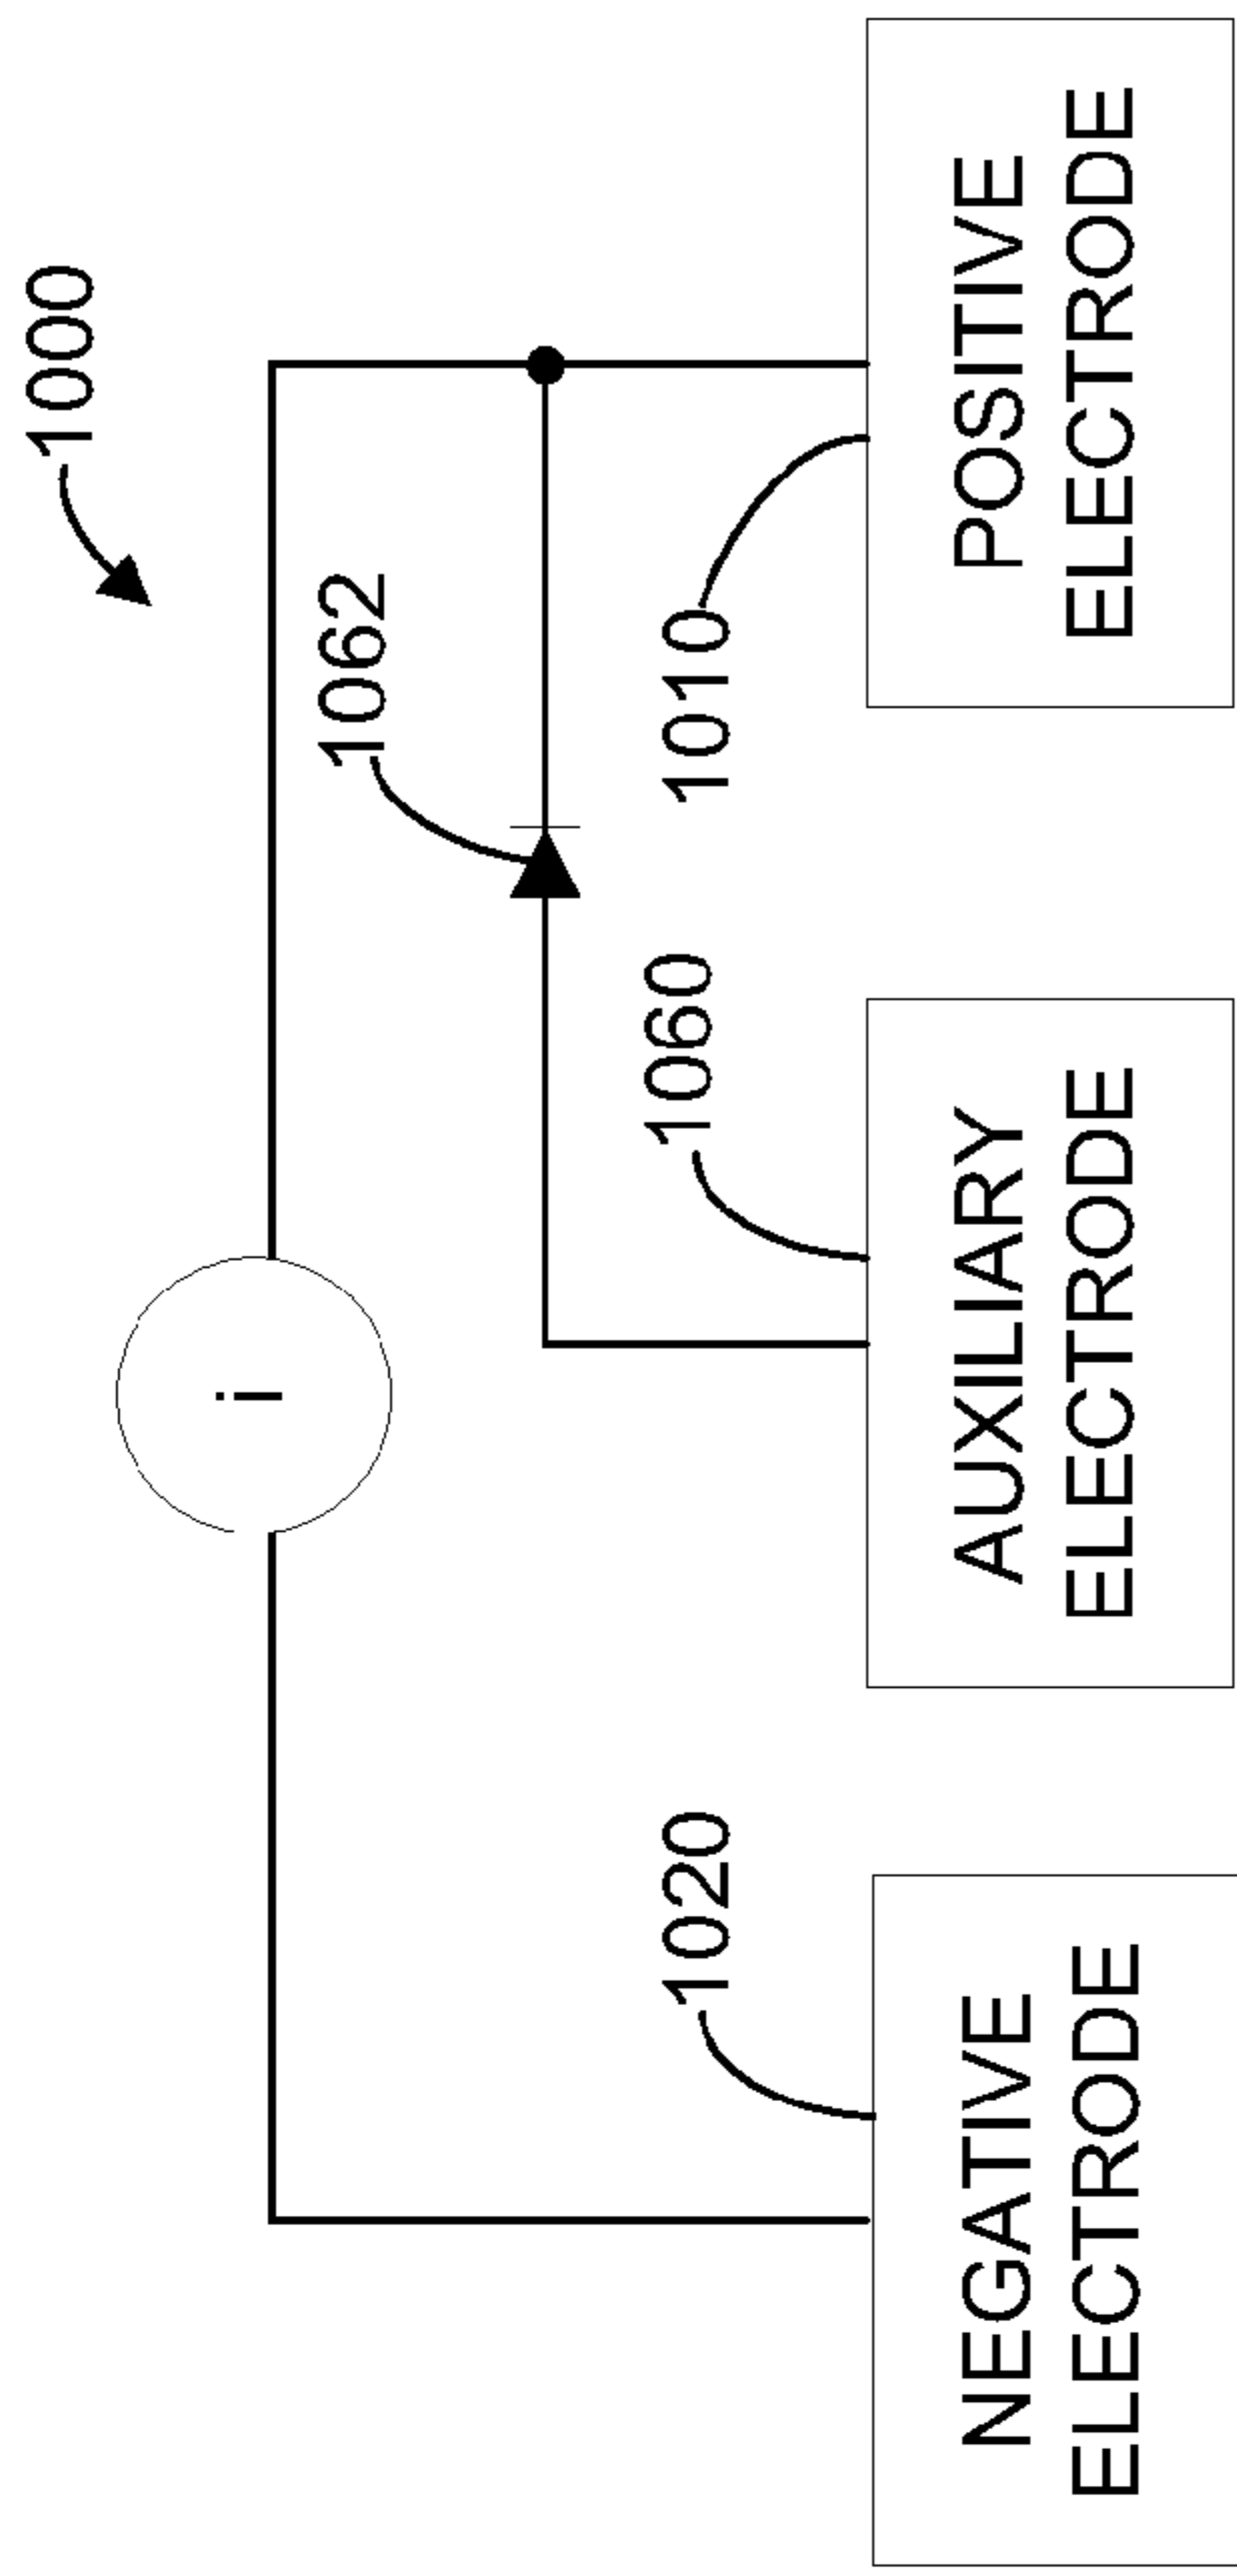 1000
i
1062
1020
1060
1010
NEGATIVE
ELECTRODE
AUXILIARY
ELECTRODE
POSITIVE
ELECTRODE